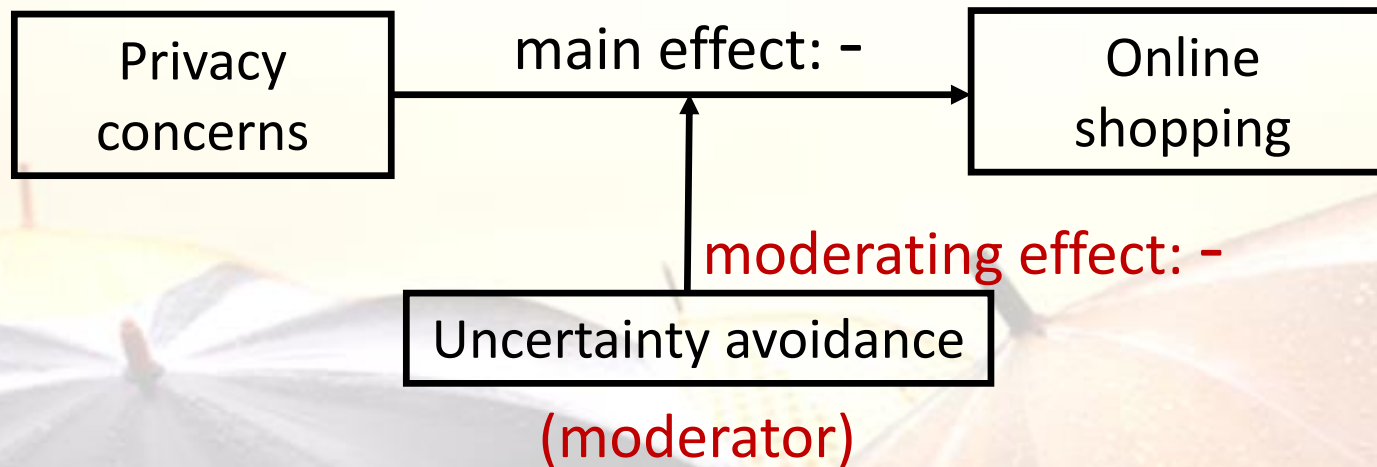 Privacy
concerns
main effect: -
Online
shopping
moderating effect: -
Uncertainty avoidance
(moderator)